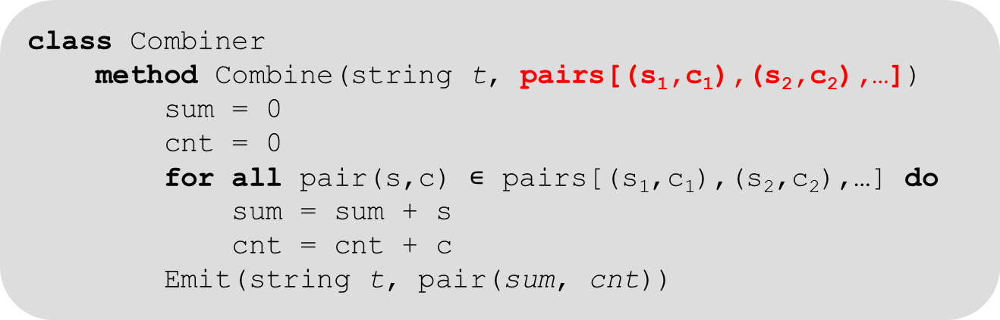 class Combiner
method Combine(string t, pairs[(s₁,c₁),(s₂,c₂),…])
sum = 0
cnt = 0
for all pair(s,c) ∈ pairs[(s₁,c₁),(s₂,c₂),…] do
sum = sum + s
cnt = cnt + c
Emit(string t, pair(sum, cnt))